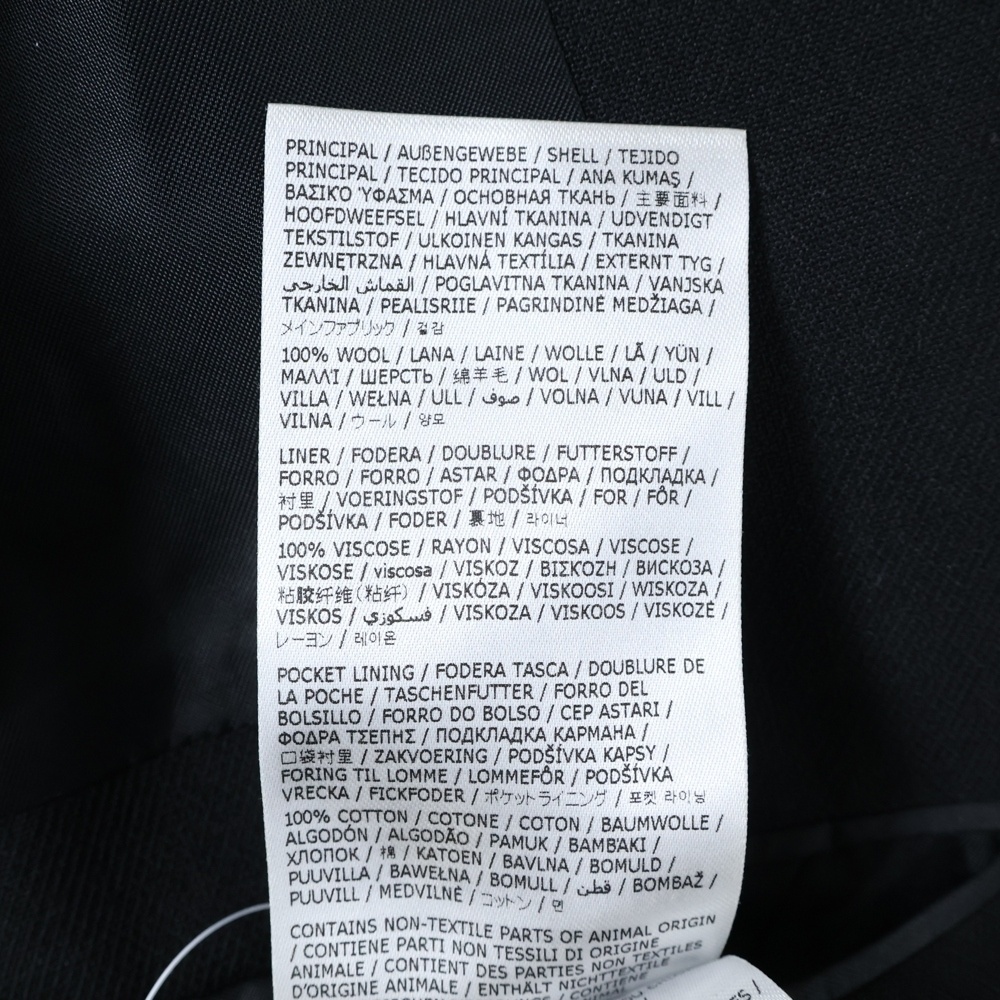 PRINCIPAL / AUßENGEWEBE / SHELL / TEJIDO
PRINCIPAL / TECIDO PRINCIPAL / ANA KUMAŞ /
ΒΑΣΙΚΌ ΎΦΑΣΜΑ / ОСНОВНАЯ ТКАНЬ / 主要面料 /
HOOFDWEEFSEL / HLAVNÍ TKANINA / UDVENDIGT
TEKSTILSTOF / ULKOINEN KANGAS / TKANINA
ZEWNĘTRZNA / HLAVNÁ TEXTÍLIA / EXTERNT TYG /
القماش الخارجى / POGLAVITNA TKANINA / VANJSKA
TKANINA / PEALISRIIE / PAGRINDINĖ MEDŽIAGA /
メインファブリック / 겉감
100% WOOL / LANA / LAINE / WOLLE / LÃ / YÜN /
ΜΑΛΛΊ / ШЕРСТЬ / 绵羊毛 / WOL / VLNA / ULD /
VILLA / WEŁNA / ULL / صوف / VOLNA / VUNA / VILL /
VILNA / ウール / 양모
LINER / FODERA / DOUBLURE / FUTTERSTOFF /
FORRO / FORRO / ASTAR / ΦΟΔΡΑ / ПОДКЛАДКА /
衬里 / VOERINGSTOF / PODŠÍVKA / FOR / FÔR /
PODŠÍVKA / FODER / 裏地 / 라이너
100% VISCOSE / RAYON / VISCOSA / VISCOSE /
VISKOSE / viscosa / VISKOZ / ΒΙΣΚΟΖΗ / ВИСКОЗА /
粘胶纤维(粘纤) / VISKÓZA / VISKOOSI / WISKOZA /
VISKOS / فسكوزي / VISKOZA / VISKOOS / VISKOZĖ /
レーヨン / 레이온
POCKET LINING / FODERA TASCA / DOUBLURE DE
LA POCHE / TASCHENFUTTER / FORRO DEL
BOLSILLO / FORRO DO BOLSO / CEP ASTARI /
ΦΟΔΡΑ ΤΣΕΠΗΣ / ПОДКЛАДКА КАРМАНА /
口袋衬里 / ZAKVOERING / PODŠÍVKA KAPSY /
FORING TIL LOMME / LOMMEFÔR / PODŠÍVKA
VRECKA / FICKFODER / ポケットライニング / 포켓 라이닝
100% COTTON / COTONE / COTON / BAUMWOLLE /
ALGODÓN / ALGODÃO / PAMUK / ΒΑΜΒΆΚΙ /
ХЛОПОК / 棉 / KATOEN / BAVLNA / BOMULD /
PUUVILLA / BAWEŁNA / BOMULL / قطن / BOMBAŽ /
PUUVILL / MEDVILNĖ / コットン / 면
CONTAINS NON-TEXTILE PARTS OF ANIMAL ORIGIN
/ CONTIENE PARTI NON TESSILI DI ORIGINE
ANIMALE / CONTIENT DES PARTIES NON TEXTILES
D'ORIGINE ANIMALE / ENTHÄLT NICHTTEXTILE